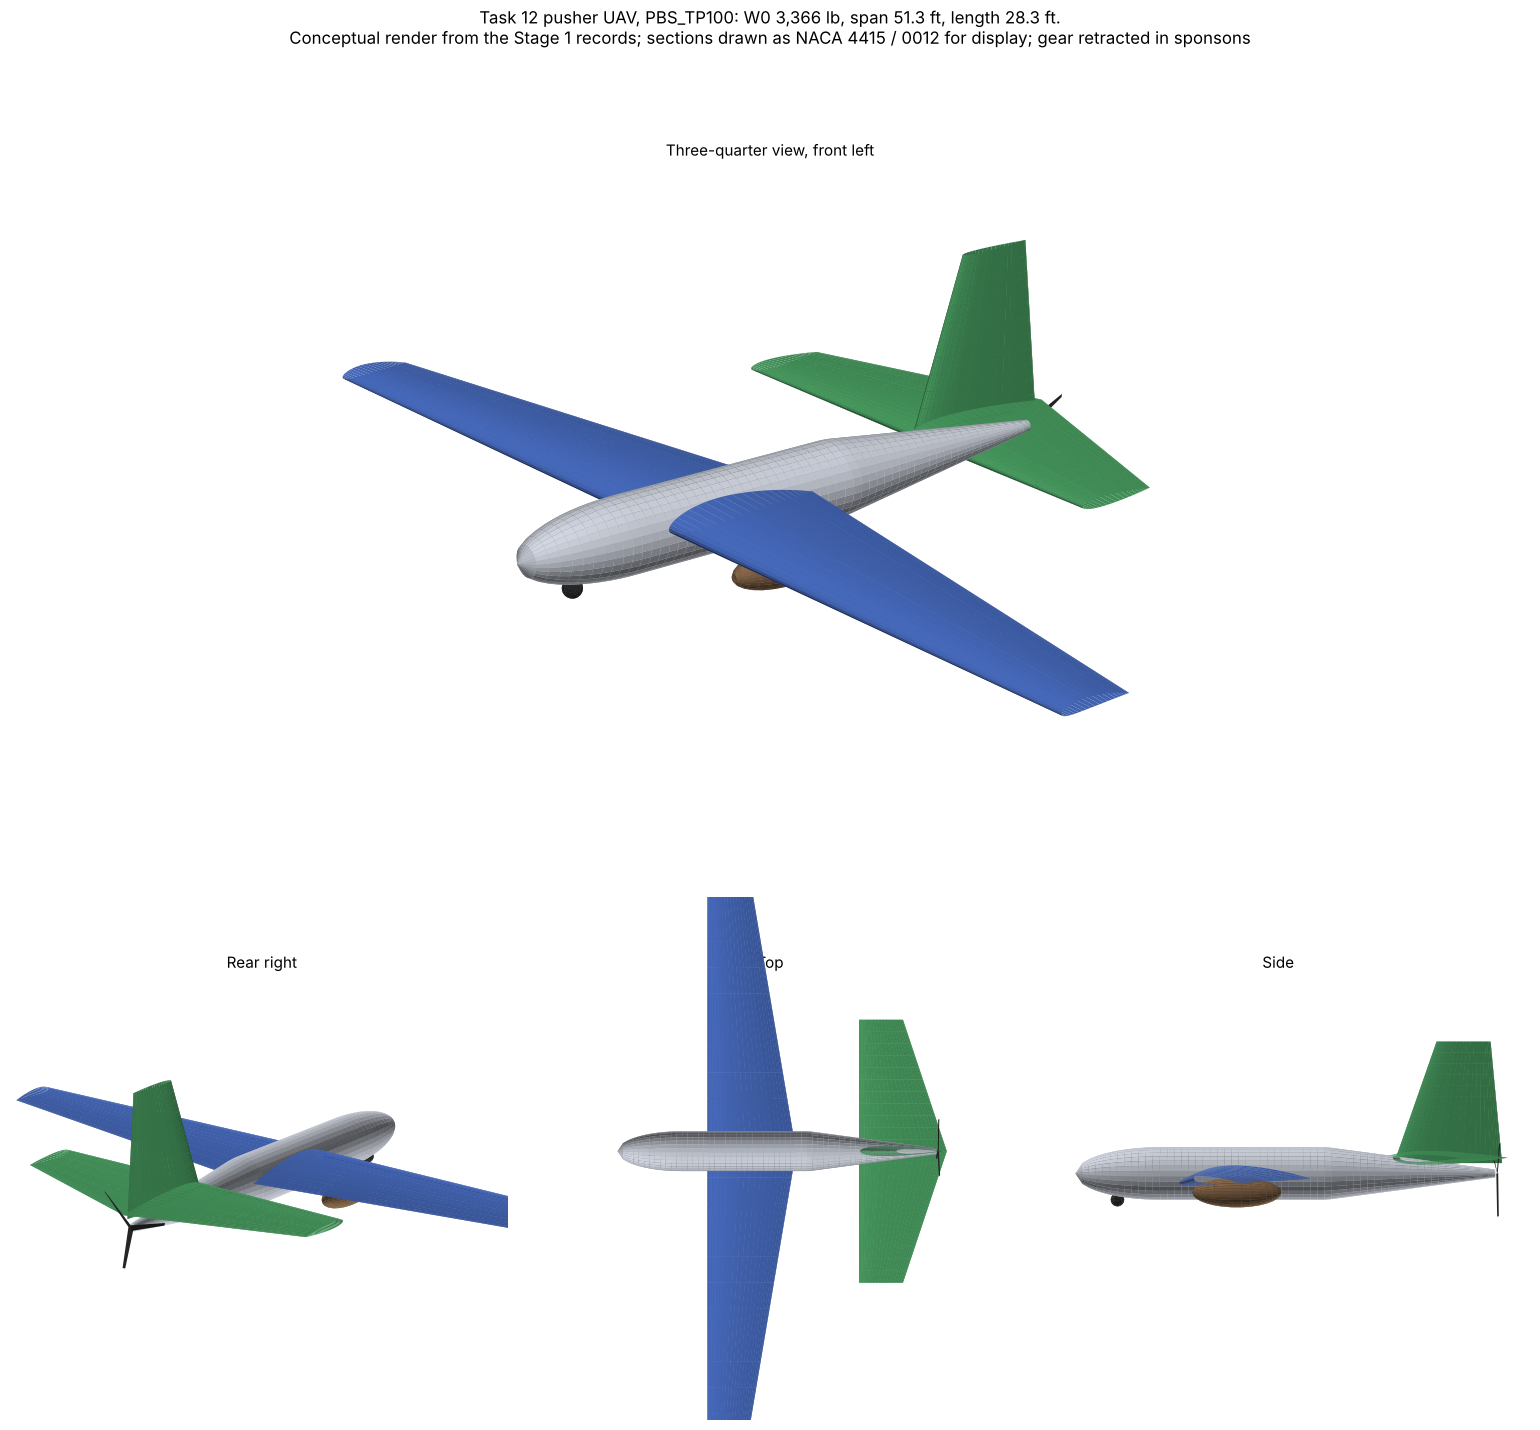 Task 12 pusher UAV, PBS_TP100: W0 3,366 lb, span 51.3 ft, length 28.3 ft.
Conceptual render from the Stage 1 records; sections drawn as NACA 4415 / 0012 for display; gear retracted in sponsons
Three-quarter view, front left
Rear right
Top
Side